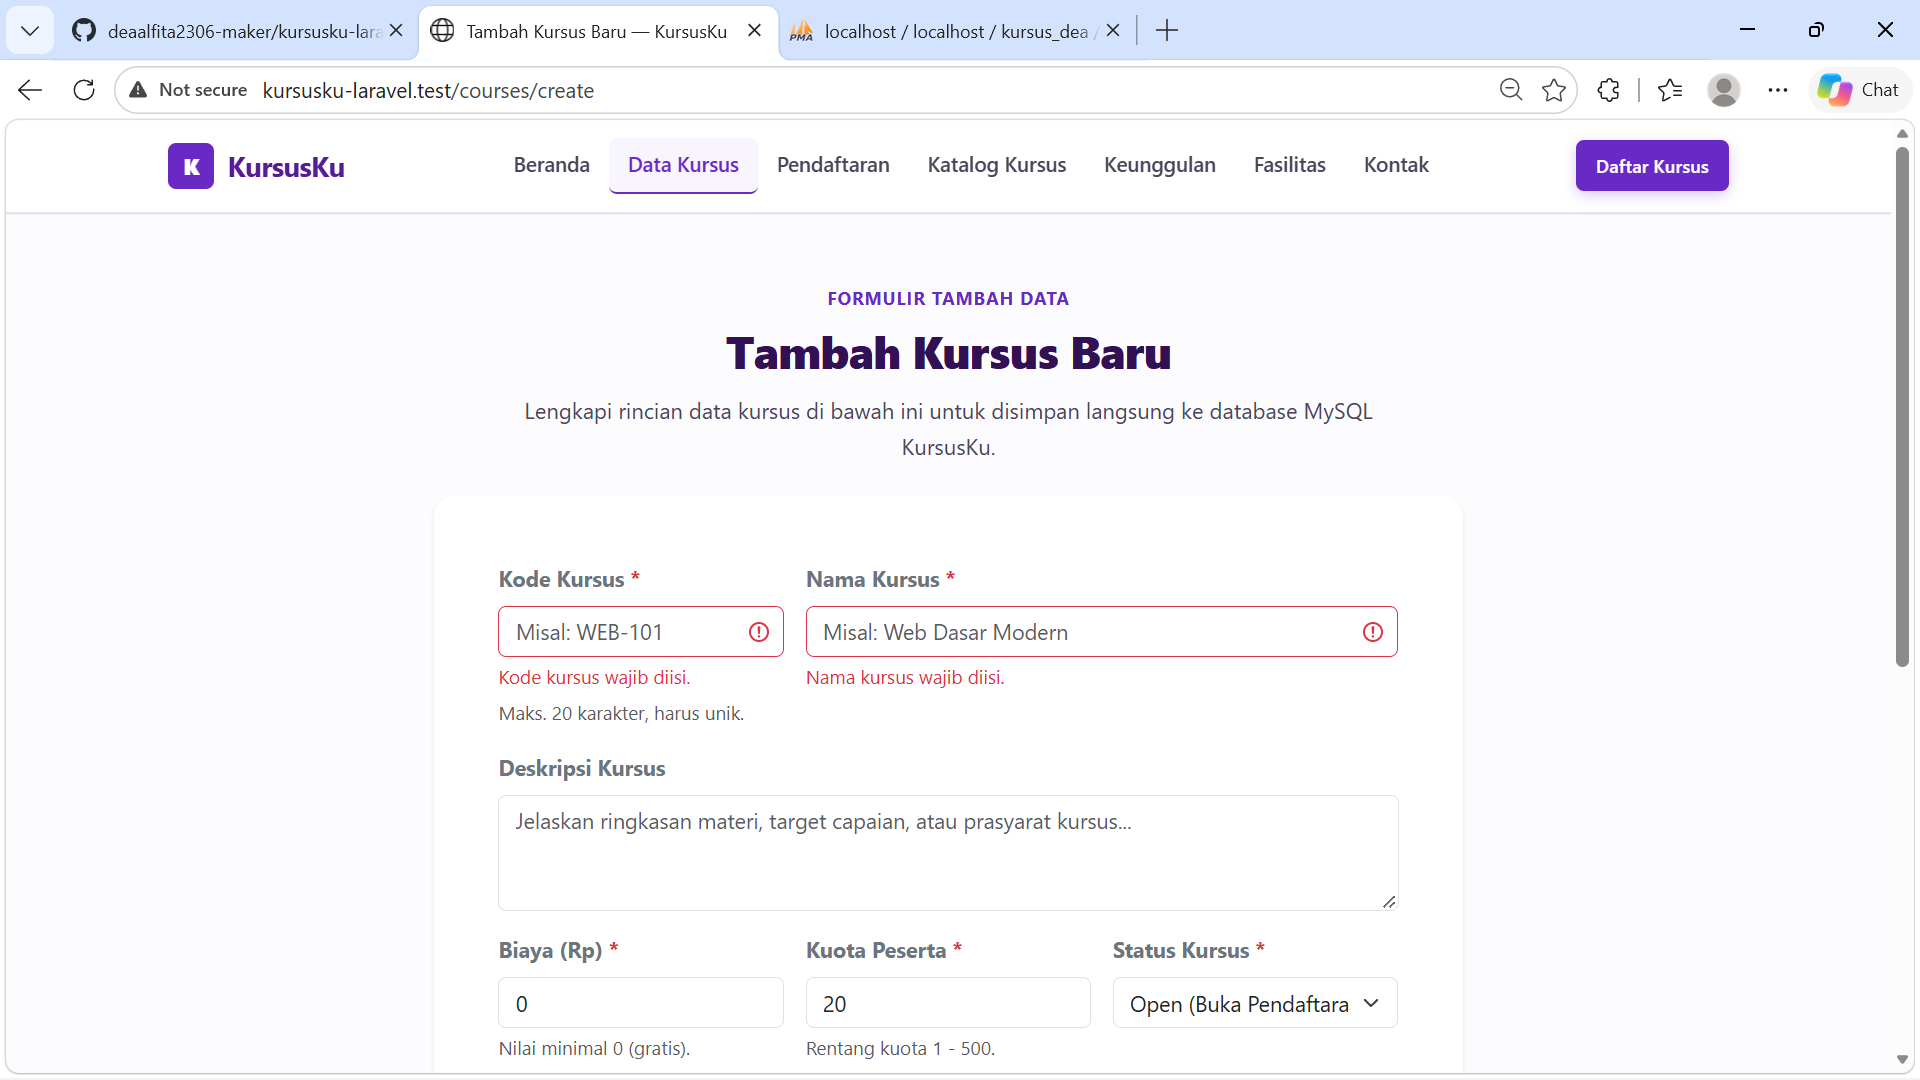 deaalfita2306-maker/kursusku-lara
Tambah Kursus Baru — KursusKu
PMA
localhost / localhost / kursus_dea /
Not secure
kursusku-laravel.test/courses/create
Chat
K
KursusKu
Beranda
Data Kursus
Pendaftaran
Katalog Kursus
Keunggulan
Fasilitas
Kontak
Daftar Kursus
FORMULIR TAMBAH DATA
Tambah Kursus Baru
Lengkapi rincian data kursus di bawah ini untuk disimpan langsung ke database MySQL
KursusKu.
Kode Kursus *
Nama Kursus *
Misal: WEB-101
Misal: Web Dasar Modern
Kode kursus wajib diisi.
Nama kursus wajib diisi.
Maks. 20 karakter, harus unik.
Deskripsi Kursus
Jelaskan ringkasan materi, target capaian, atau prasyarat kursus...
Biaya (Rp) *
Kuota Peserta *
Status Kursus *
0
20
Open (Buka Pendaftara
Nilai minimal 0 (gratis).
Rentang kuota 1 - 500.